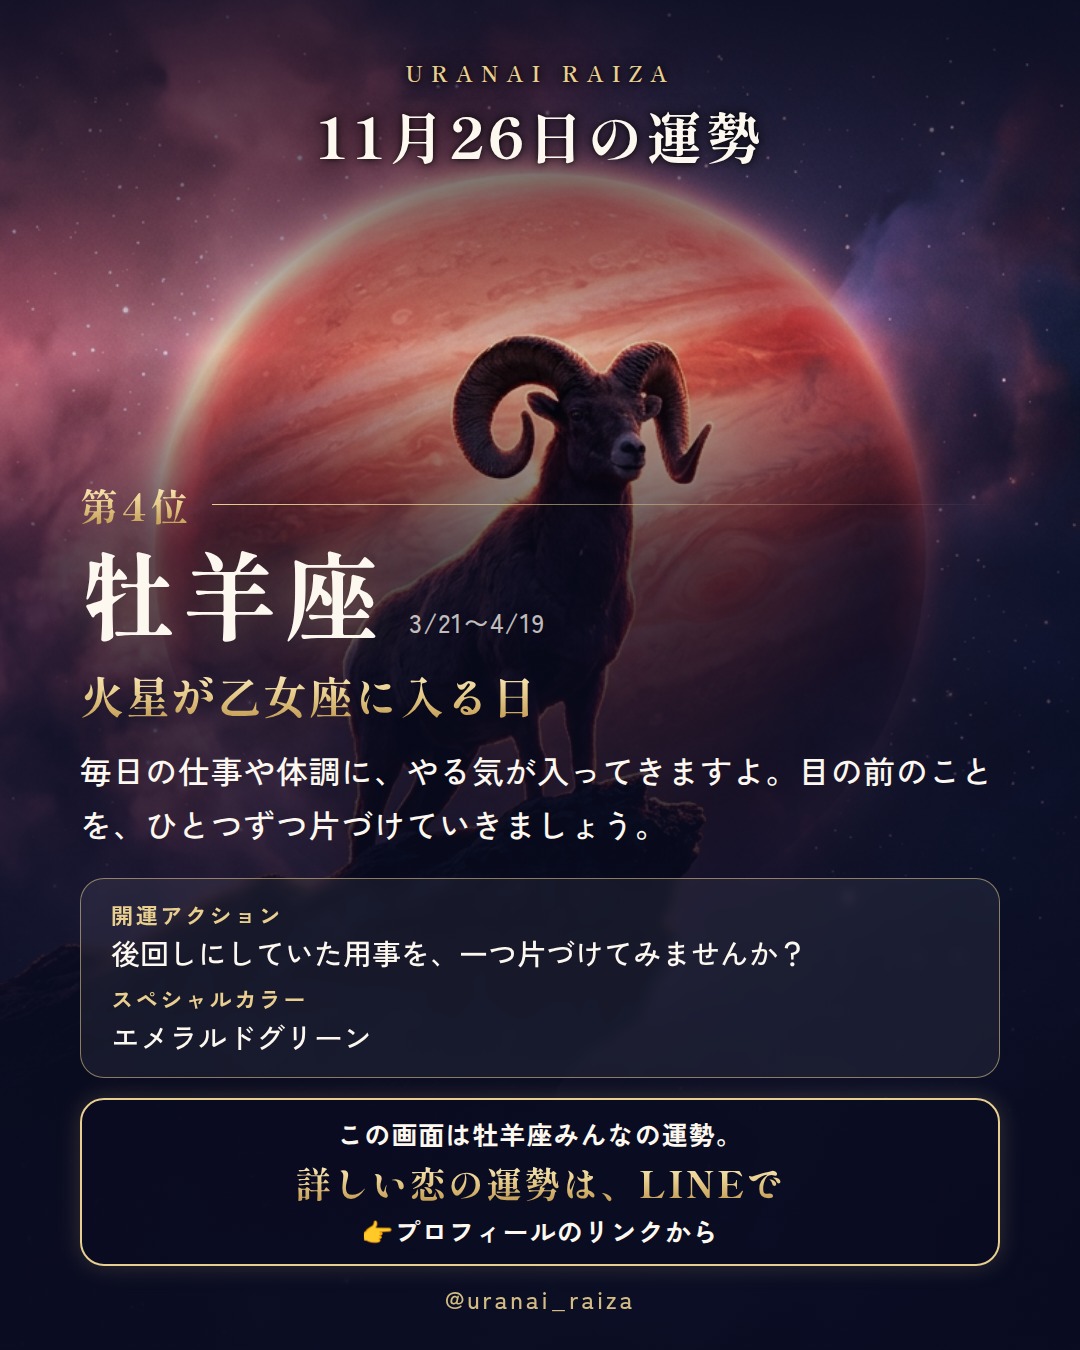 URANAI RAIZA
11月26日の運勢
第4位
牡羊座 3/21〜4/19
火星が乙女座に入る日
毎日の仕事や体調に、やる気が入ってきますよ。目の前のこと
を、ひとつずつ片づけていきましょう。
開運アクション
後回しにしていた用事を、一つ片づけてみませんか？
スペシャルカラー
エメラルドグリーン
この画面は牡羊座みんなの運勢。
詳しい恋の運勢は、LINEで
👉プロフィールのリンクから
@uranai_raiza